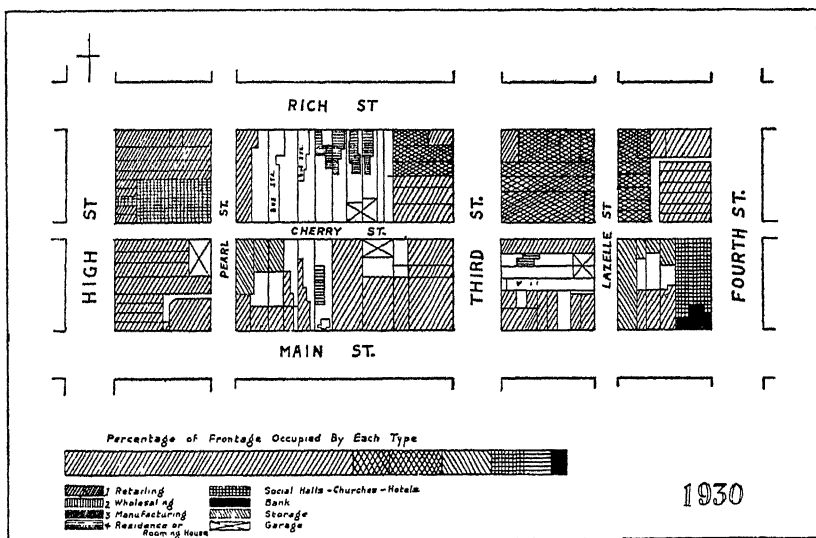 RICH ST
HIGH ST
PEARL ST.
BUS STA.
CHERRY ST.
THIRD ST.
LAZELLE ST
FOURTH ST.
MAIN ST.
Percentage of Frontage Occupied By Each Type
1 Retailing
2 Wholesaling
3 Manufacturing
4 Residence or
Rooming House
Social Halls - Churches - Hotels
Bank
Storage
Garage
1930